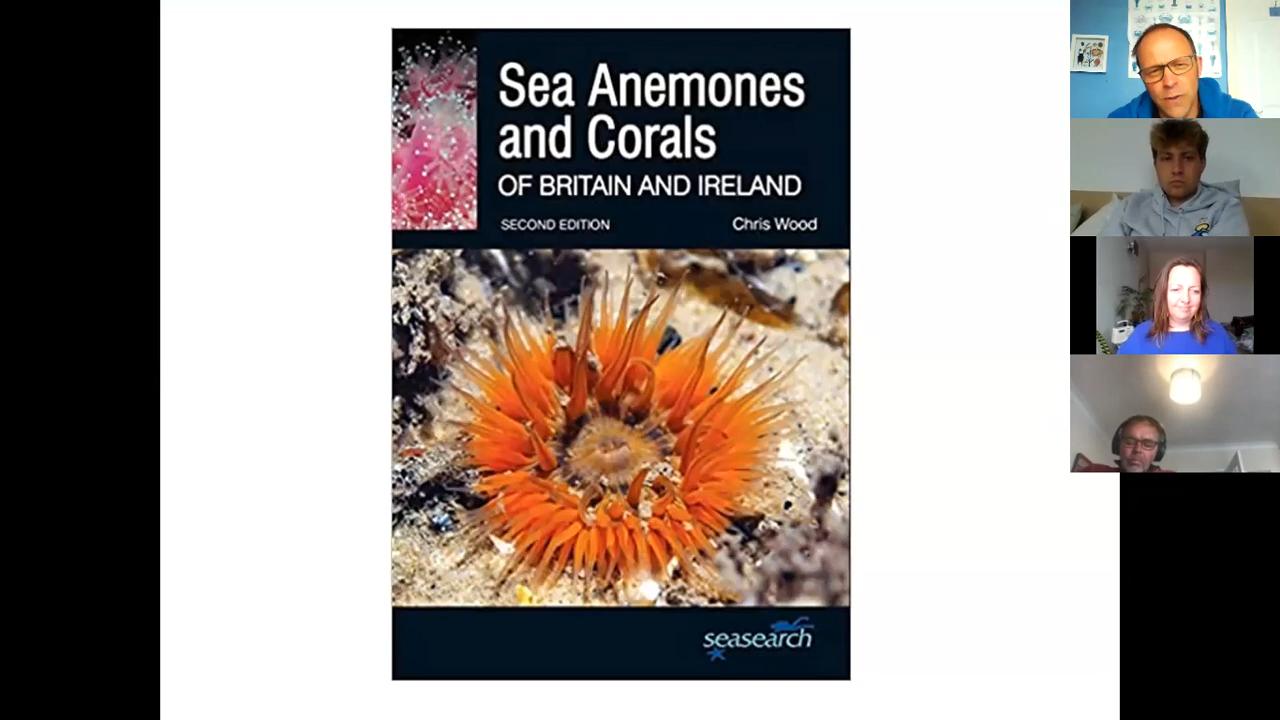 Sea Anemones
and Corals
OF BRITAIN AND IRELAND
SECOND EDITION
Chris Wood
seasearch